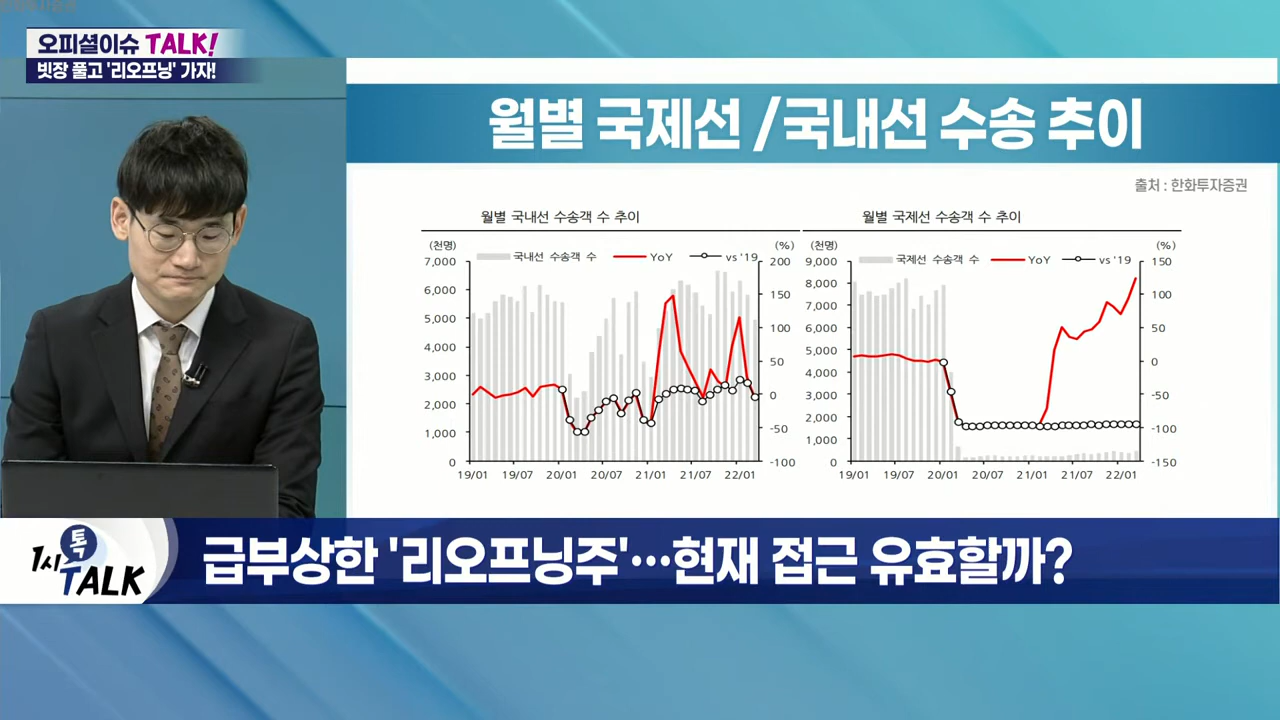 오피셜이슈 TALK!
빗장 풀고 '리오프닝' 가자!
월별 국제선 /국내선 수송 추이
출처 : 한화투자증권
월별 국내선 수송객 수 추이
(천명)
(%)
국내선 수송객 수
YoY
vs '19
7,000
6,000
5,000
4,000
3,000
2,000
1,000
0
200
150
100
50
0
-50
-100
19/01 19/07 20/01 20/07 21/01 21/07 22/01
월별 국제선 수송객 수 추이
(천명)
(%)
국제선 수송객 수
YoY
vs '19
9,000
8,000
7,000
6,000
5,000
4,000
3,000
2,000
1,000
0
150
100
50
0
-50
-100
-150
19/01 19/07 20/01 20/07 21/01 21/07 22/01
1시 톡 TALK
급부상한 '리오프닝주'…현재 접근 유효할까?